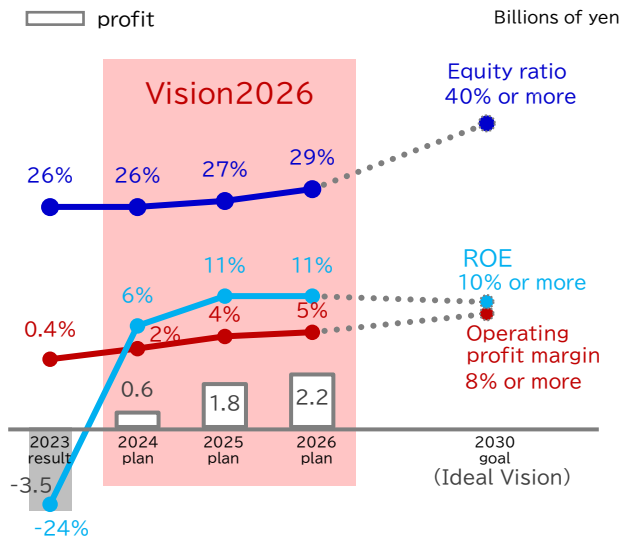 profit
Billions of yen
Vision2026
Equity ratio
40% or more
26%
26%
27%
29%
ROE
10% or more
6%
11%
11%
0.4%
2%
4%
5%
Operating
profit margin
8% or more
0.6
1.8
2.2
2023
result
2024
plan
2025
plan
2026
plan
2030
goal
(Ideal Vision)
-3.5
-24%